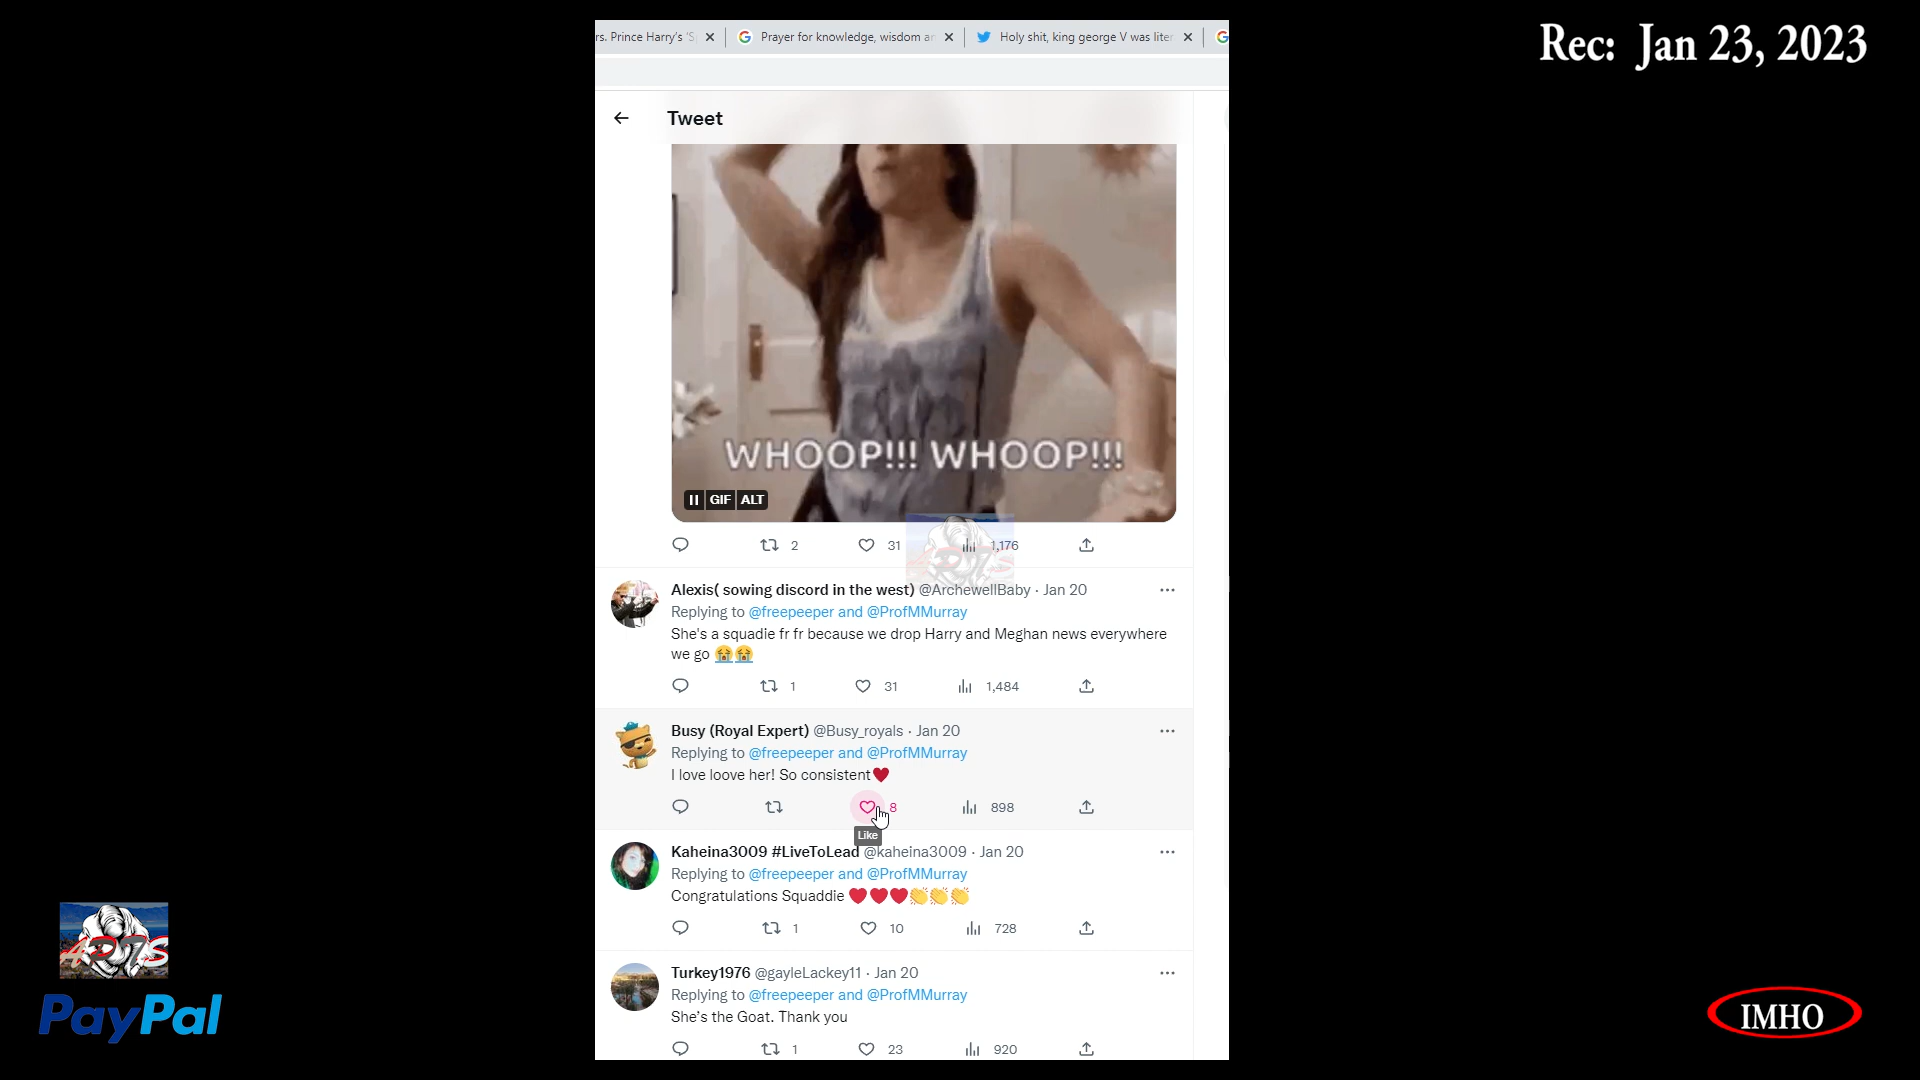 Rec: Jan 23, 2023
rs. Prince Harry's 'S
Prayer for knowledge, wisdom an
Holy shit, king george V was liter
Tweet
WHOOP!!! WHOOP!!!
GIF ALT
2 31 1,176
Alexis( sowing discord in the west) @ArchewellBaby · Jan 20
Replying to @freepeeper and @ProfMMurray
She's a squadie fr fr because we drop Harry and Meghan news everywhere
we go 😭😭
1 31 1,484
Busy (Royal Expert) @Busy_royals · Jan 20
Replying to @freepeeper and @ProfMMurray
I love loove her! So consistent♥
8 898
Like
Kaheina3009 #LiveToLead @kaheina3009 · Jan 20
Replying to @freepeeper and @ProfMMurray
Congratulations Squaddie ❤❤❤👏👏👏
1 10 728
Turkey1976 @gayleLackey11 · Jan 20
Replying to @freepeeper and @ProfMMurray
She's the Goat. Thank you
1 23 920
PayPal
IMHO